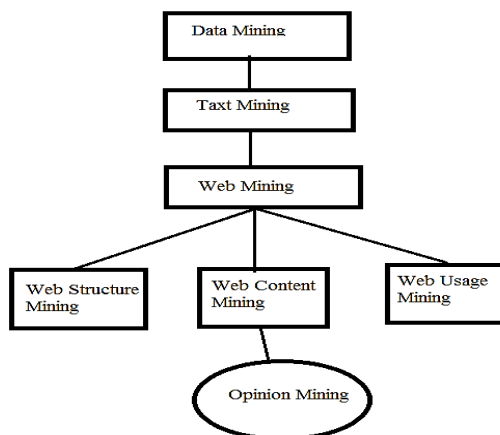 Data Mining
Taxt Mining
Web Mining
Web Structure
Mining
Web Content
Mining
Web Usage
Mining
Opinion Mining